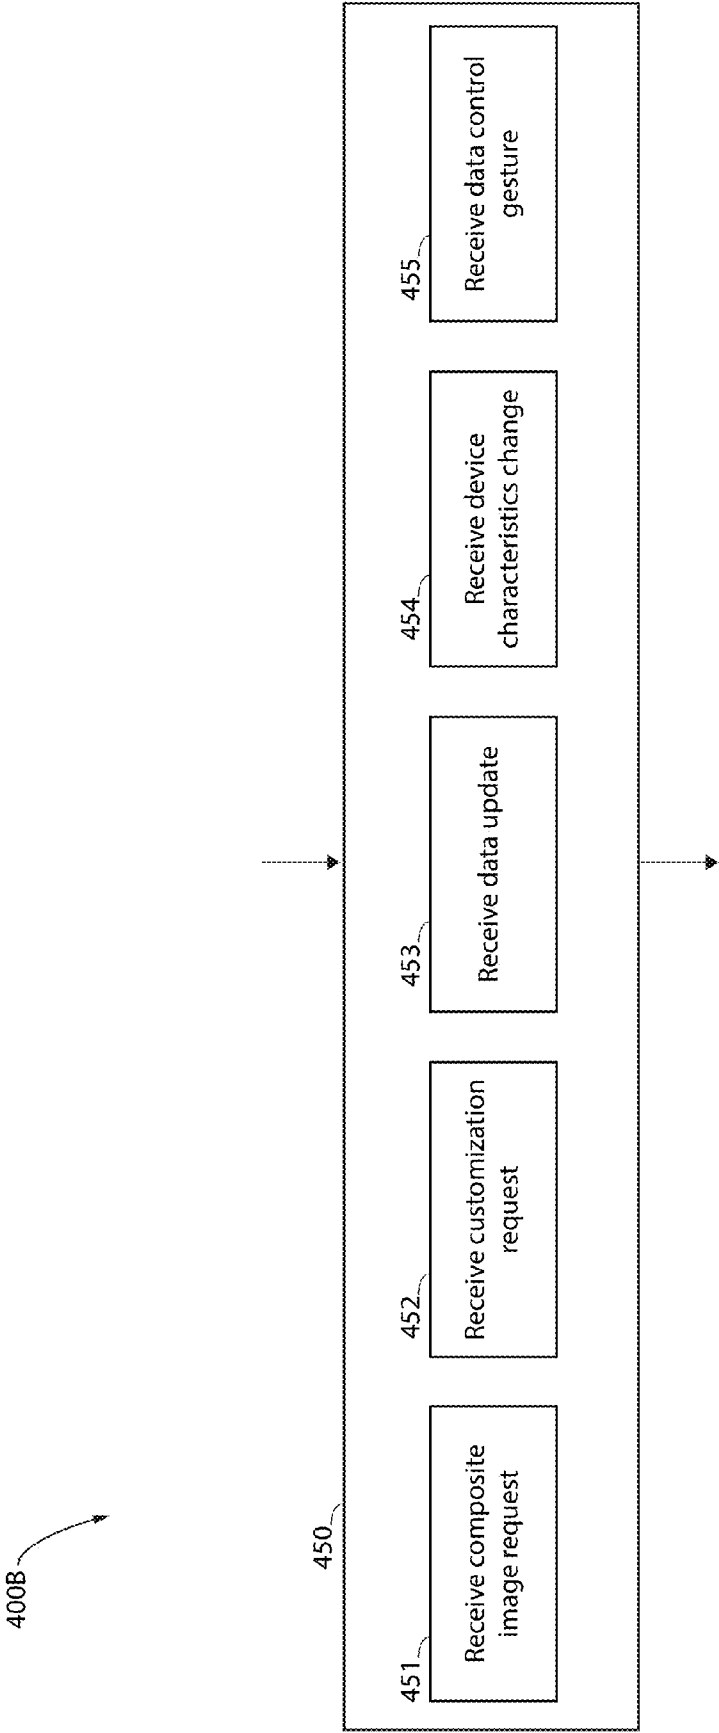 400B
450
451
Receive composite
image request
452
Receive customization
request
453
Receive data update
454
Receive device
characteristics change
455
Receive data control
gesture